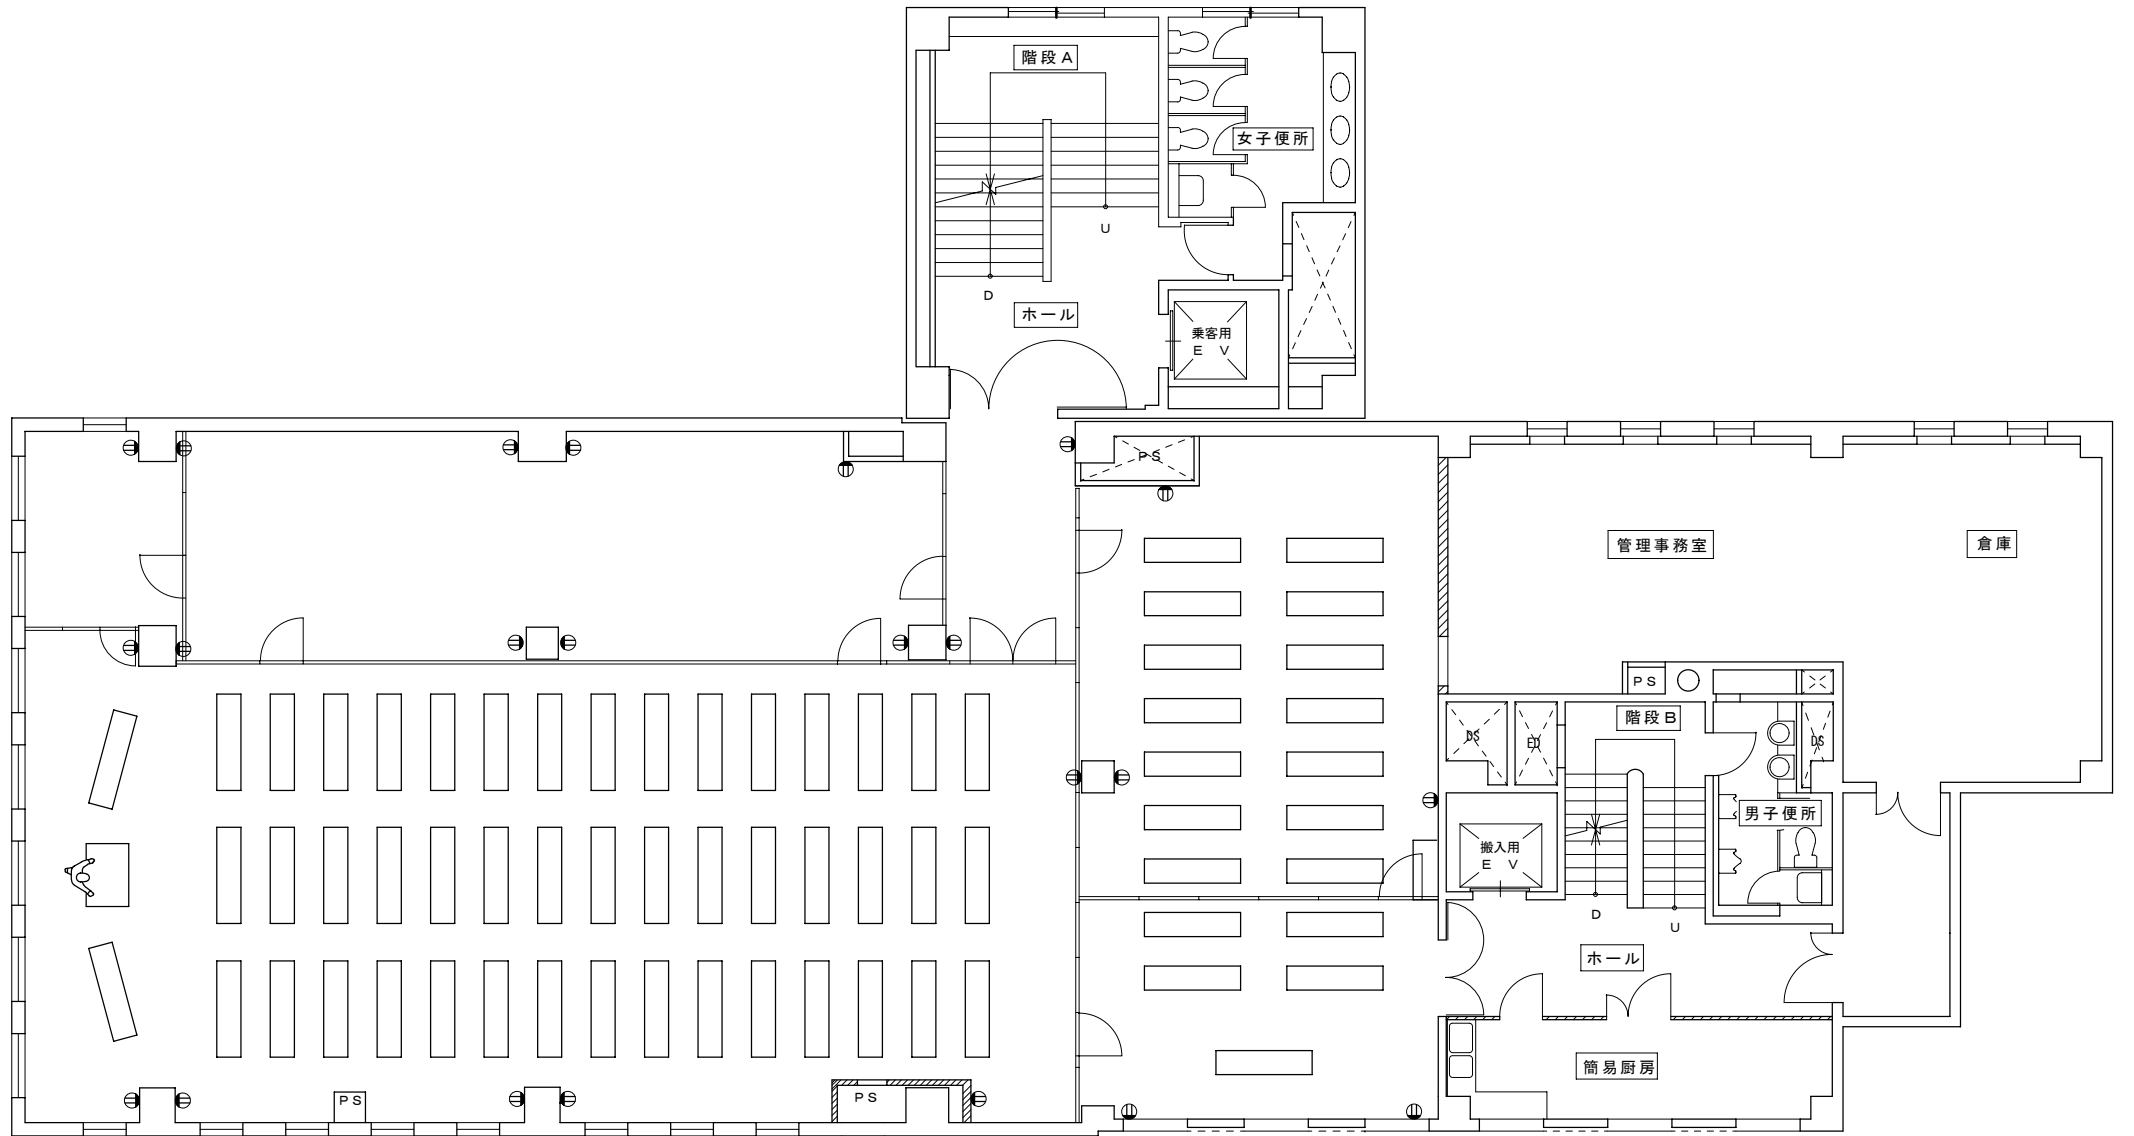 階段A
女子便所
U
D
ホール
乗客用
E V
PS
管理事務室
倉庫
PS
階段B
DS
ED
DS
男子便所
搬入用
E V
D
U
ホール
簡易厨房
PS
PS